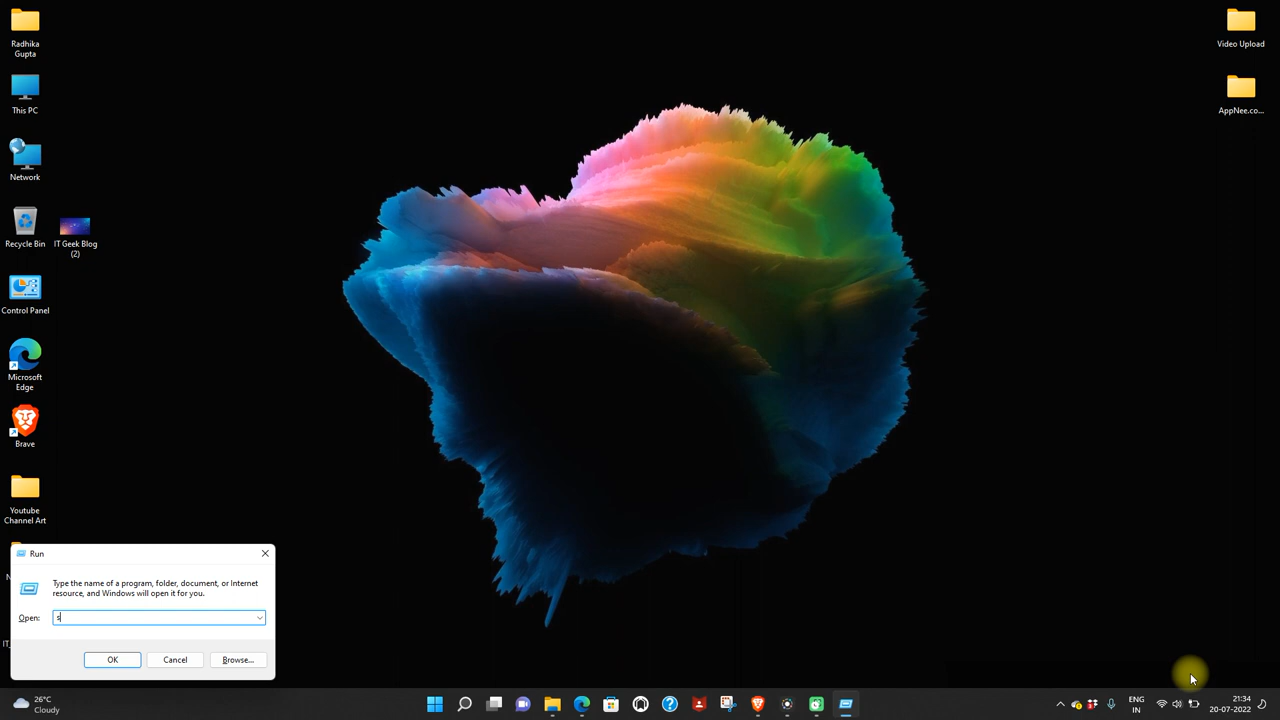 Radhika
Gupta
This PC
Network
Recycle Bin
IT Geek Blog
(2)
Control Panel
Microsoft
Edge
Brave
Youtube
Channel Art
Video Upload
AppNee.co...
N
IT_
Run
Type the name of a program, folder, document, or Internet
resource, and Windows will open it for you.
Open:
s
OK
Cancel
Browse...
26°C
Cloudy
ENG
IN
21:34
20-07-2022